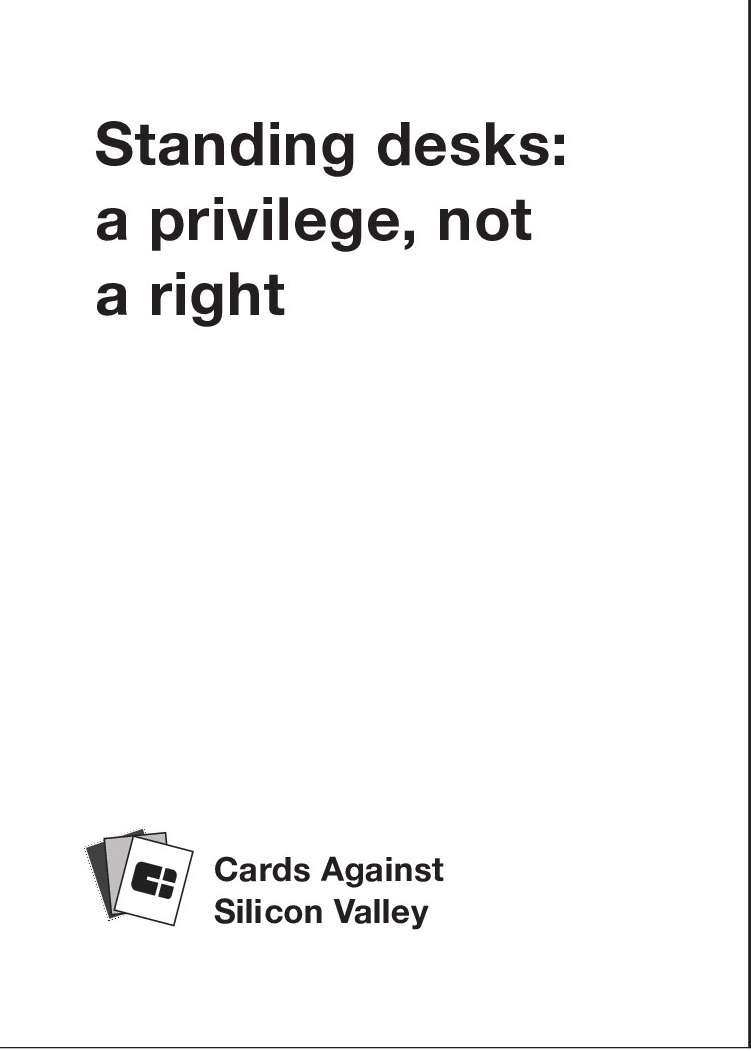 Standing desks:
a privilege, not
a right
Cards Against
Silicon Valley